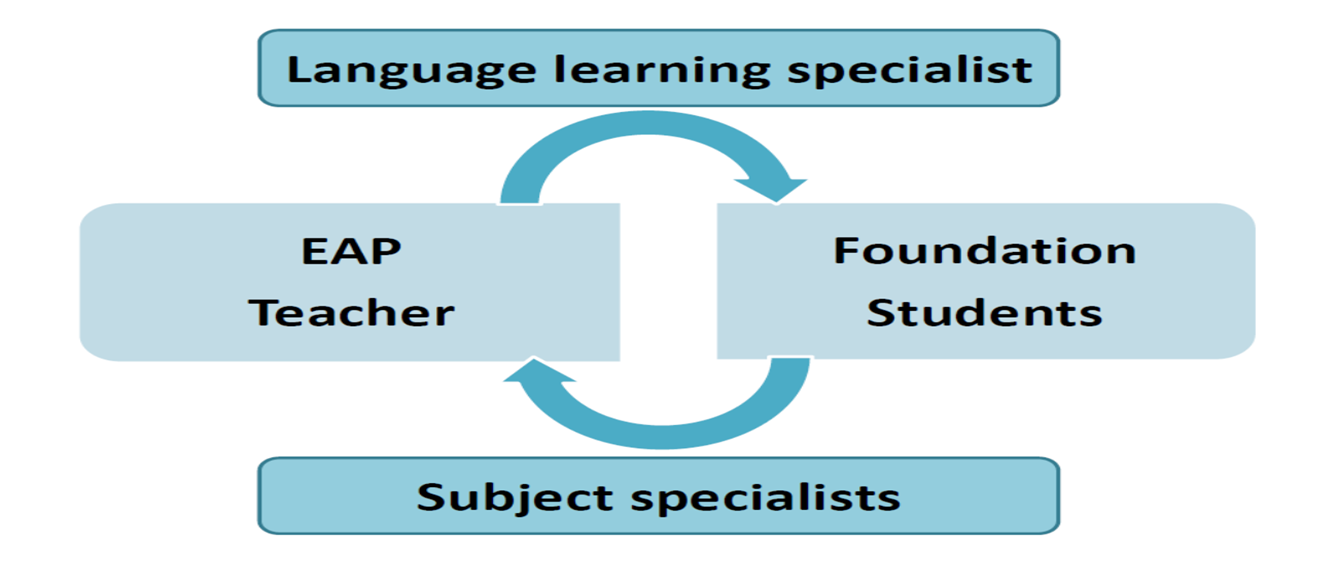 Language learning specialist
EAP
Teacher
Foundation
Students
Subject specialists